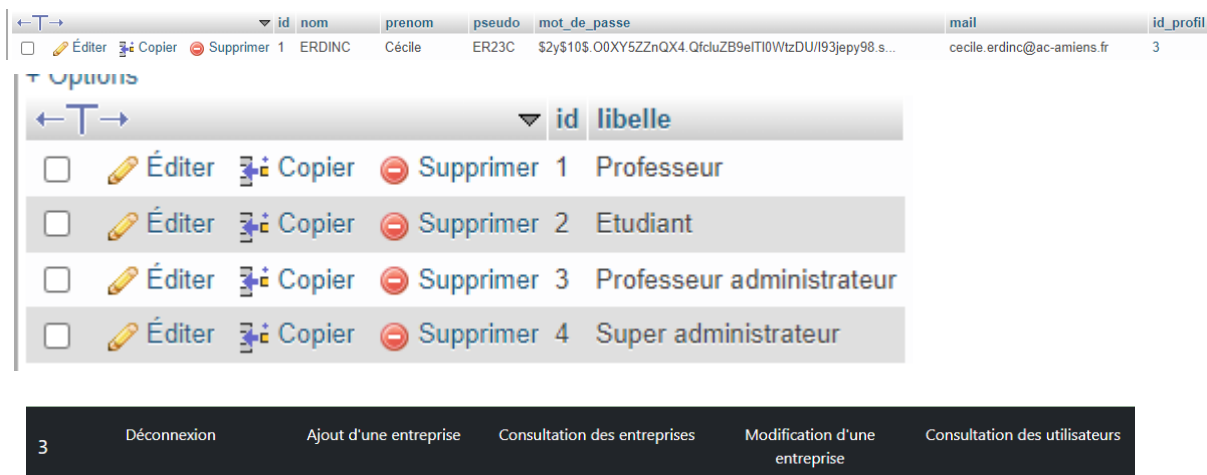 id nom prenom pseudo mot_de_passe mail id_profil
Éditer Copier Supprimer 1 ERDINC Cécile ER23C $2y$10$.O0XY5ZZnQX4.QfcluZB9elTI0WtzDU/I93jepy98.s... cecile.erdinc@ac-amiens.fr 3
+ Options
id libelle
Éditer Copier Supprimer 1 Professeur
Éditer Copier Supprimer 2 Etudiant
Éditer Copier Supprimer 3 Professeur administrateur
Éditer Copier Supprimer 4 Super administrateur
3 Déconnexion Ajout d'une entreprise Consultation des entreprises Modification d'une entreprise Consultation des utilisateurs